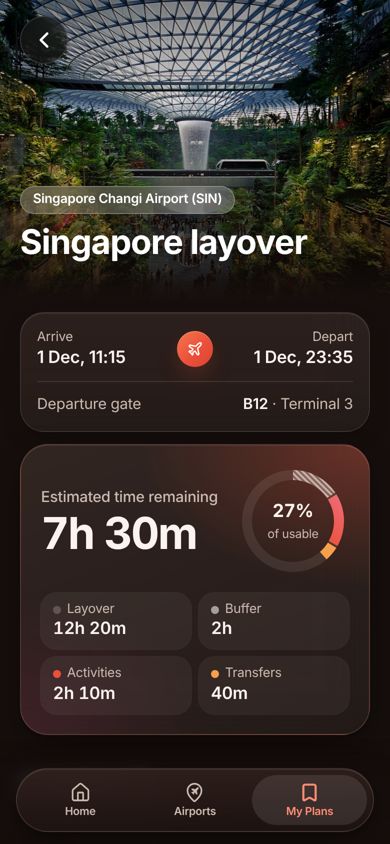 Singapore Changi Airport (SIN)
Singapore layover
Arrive
1 Dec, 11:15
Depart
1 Dec, 23:35
Departure gate
B12 · Terminal 3
Estimated time remaining
7h 30m
27%
of usable
Layover
12h 20m
Buffer
2h
Activities
2h 10m
Transfers
40m
Home
Airports
My Plans